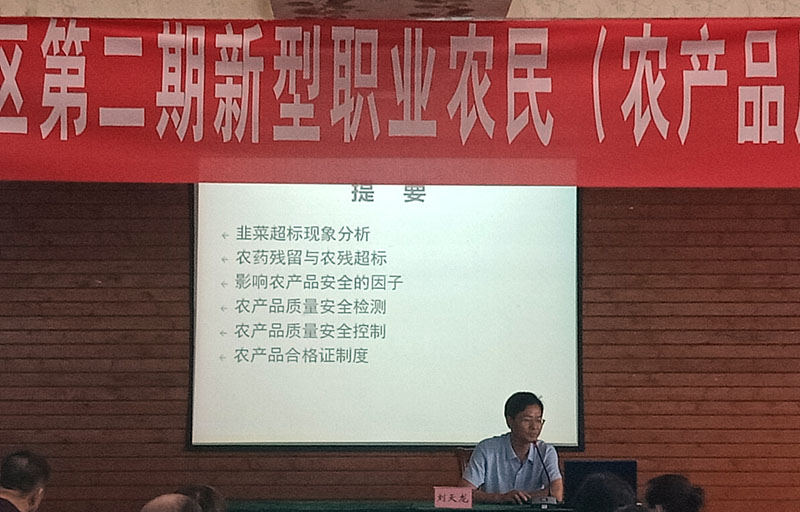 区第二期新型职业农民（农产品
提 要
← 韭菜超标现象分析
← 农药残留与农残超标
← 影响农产品安全的因子
← 农产品质量安全检测
← 农产品质量安全控制
← 农产品合格证制度
刘天龙